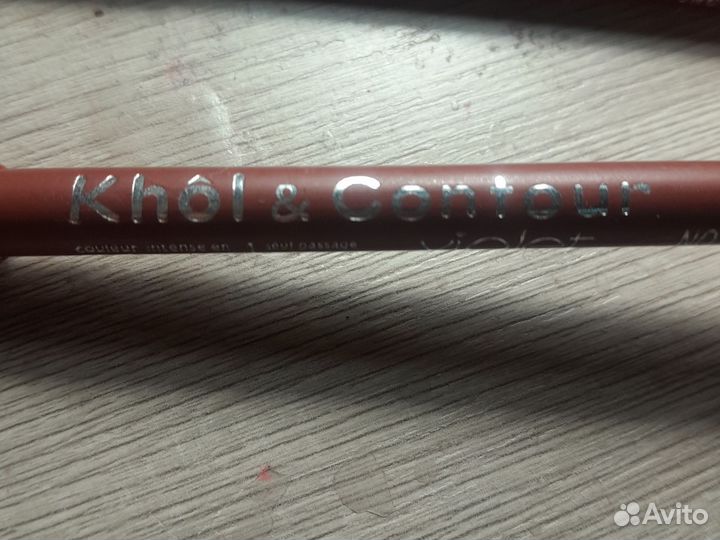 Khôl & Contour
couleur intense en 1 seul passage violet
Avito